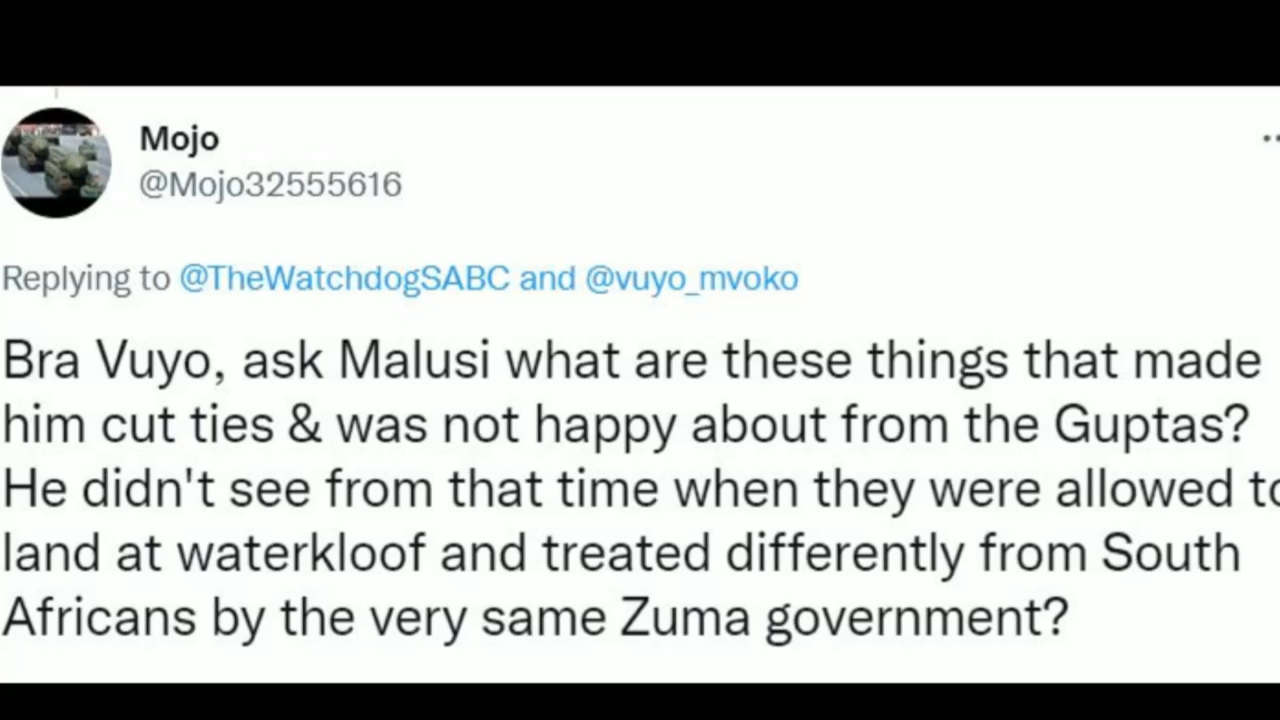 Mojo
@Mojo32555616
Replying to @TheWatchdogSABC and @vuyo_mvoko
Bra Vuyo, ask Malusi what are these things that made
him cut ties & was not happy about from the Guptas?
He didn't see from that time when they were allowed to
land at waterkloof and treated differently from South
Africans by the very same Zuma government?